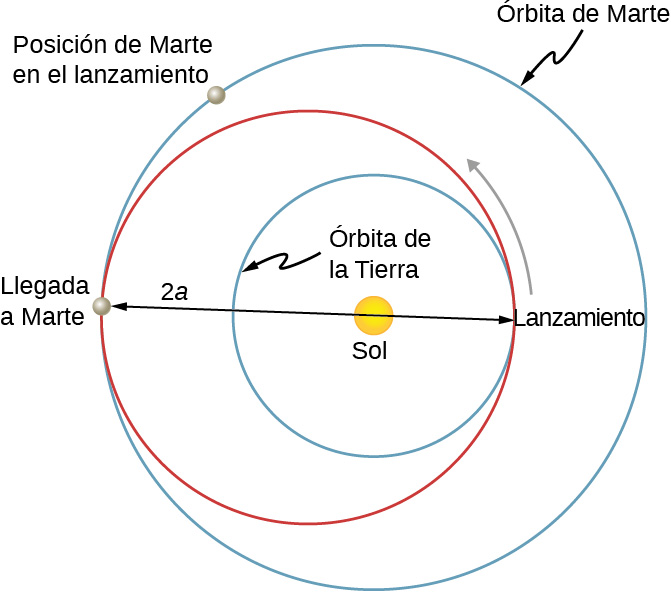 Órbita de Marte
Posición de Marte
en el lanzamiento
Órbita de
la Tierra
Llegada
a Marte
2a
Lanzamiento
Sol